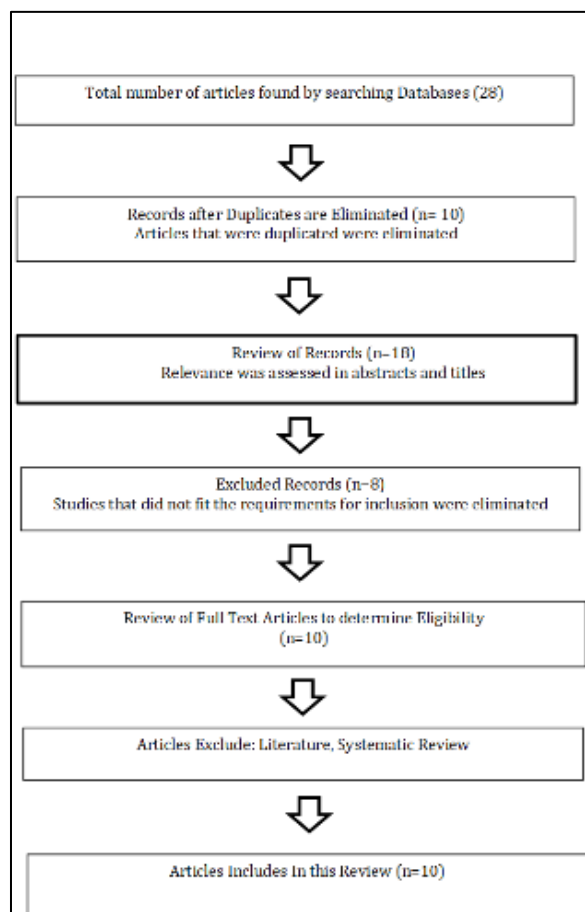 Total number of articles found by searching Databases (28)
Records after Duplicates are Eliminated (n= 10)
Articles that were duplicated were eliminated
Review of Records (n=18)
Relevance was assessed in abstracts and titles
Excluded Records (n=8)
Studies that did not fit the requirements for inclusion were eliminated
Review of Full Text Articles to determine Eligibility
(n=10)
Articles Exclude: Literature, Systematic Review
Articles Includes In this Review (n=10)